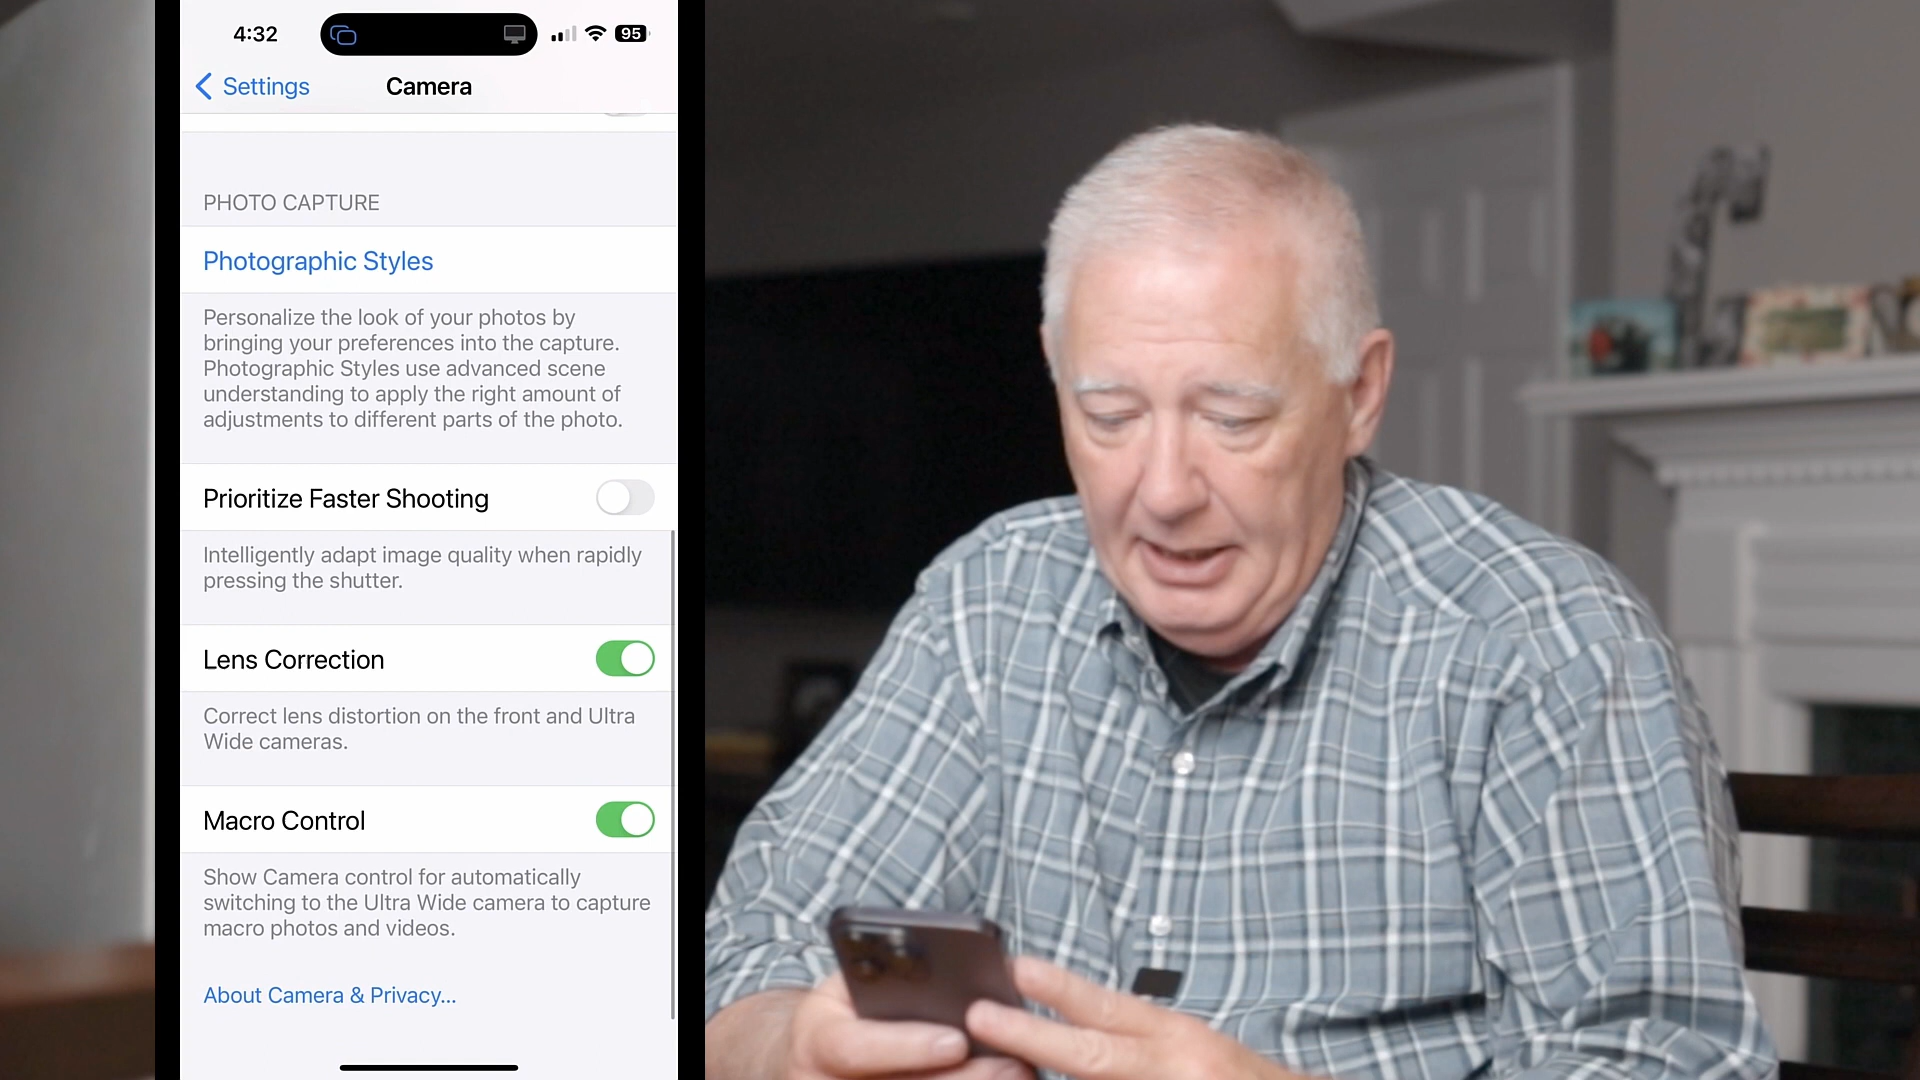 4:32
95
Settings
Camera
PHOTO CAPTURE
Photographic Styles
Personalize the look of your photos by
bringing your preferences into the capture.
Photographic Styles use advanced scene
understanding to apply the right amount of
adjustments to different parts of the photo.
Prioritize Faster Shooting
Intelligently adapt image quality when rapidly
pressing the shutter.
Lens Correction
Correct lens distortion on the front and Ultra
Wide cameras.
Macro Control
Show Camera control for automatically
switching to the Ultra Wide camera to capture
macro photos and videos.
About Camera & Privacy...